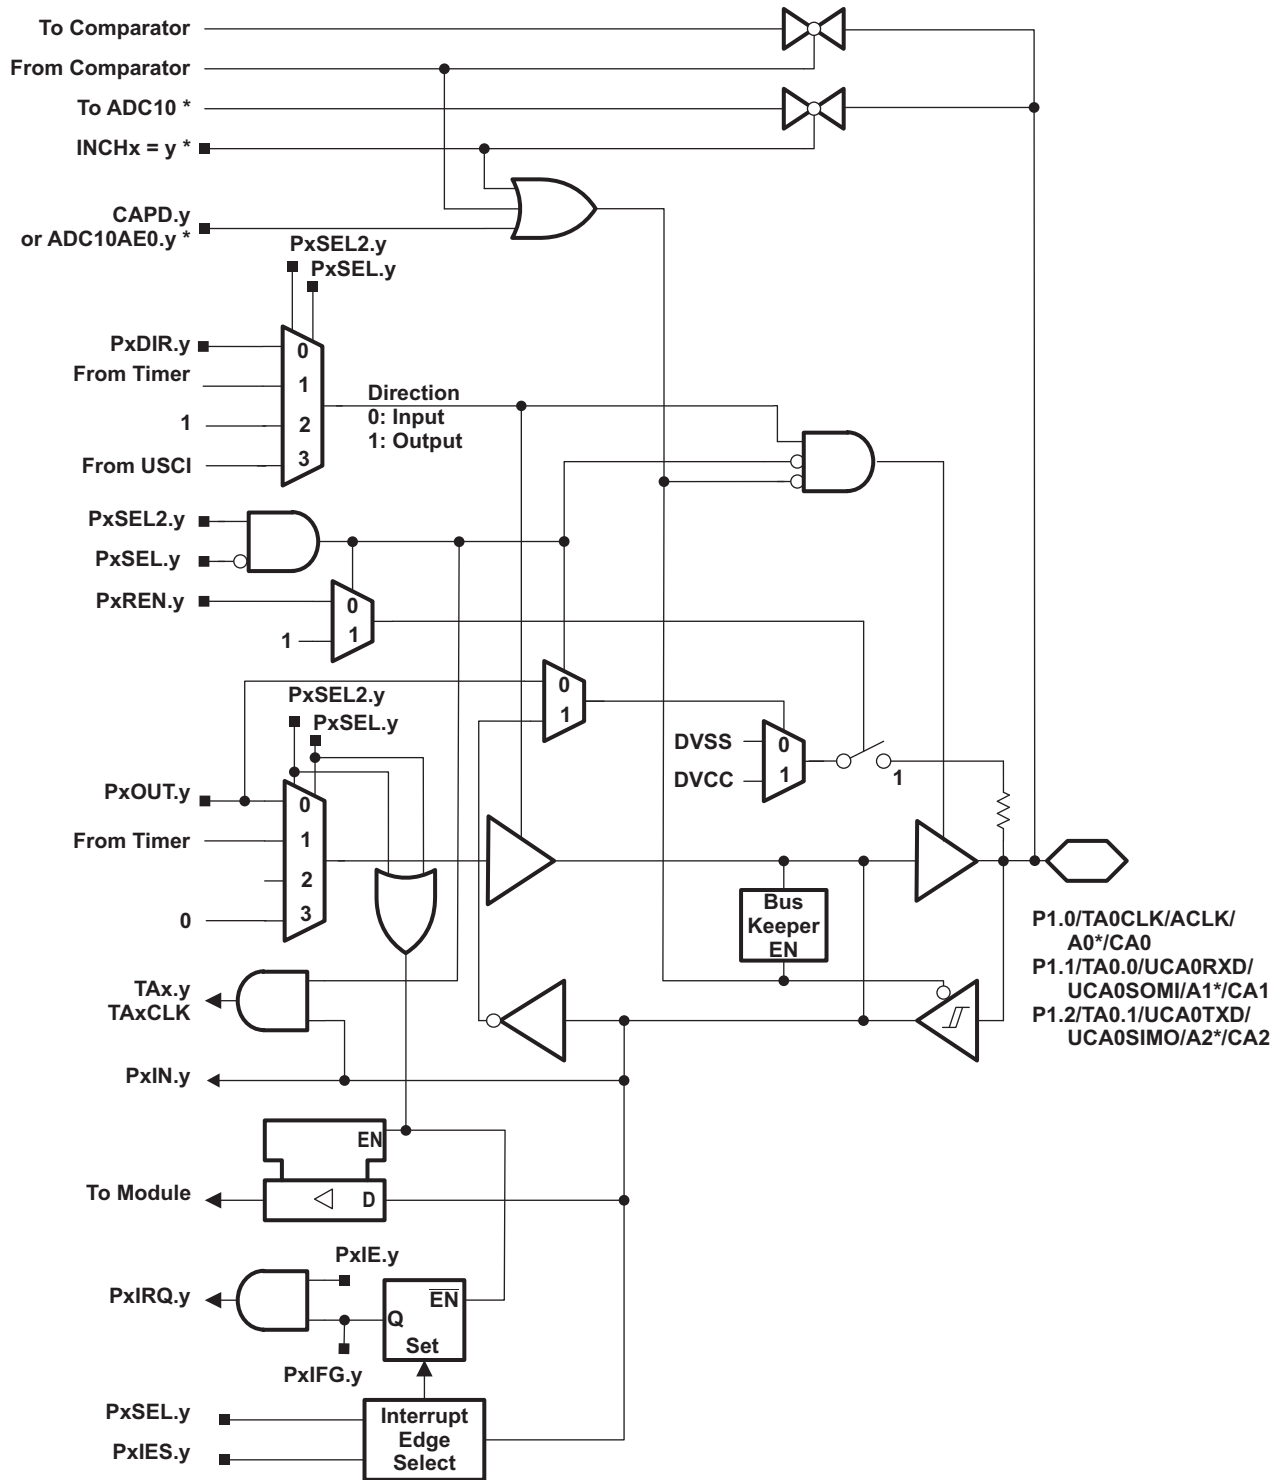 To Comparator
From Comparator
To ADC10 *
INCHx = y *
CAPD.y
or ADC10AE0.y *
PxSEL2.y
PxSEL.y
PxDIR.y
0
From Timer
1
Direction
0: Input
1: Output
1
2
From USCI
3
PxSEL2.y
PxSEL.y
PxREN.y
0
1
1
0
1
PxSEL2.y
PxSEL.y
DVSS
0
DVCC
1
1
PxOUT.y
0
From Timer
1
2
0
3
Bus
Keeper
EN
P1.0/TA0CLK/ACLK/
A0*/CA0
P1.1/TA0.0/UCA0RXD/
UCA0SOMI/A1*/CA1
P1.2/TA0.1/UCA0TXD/
UCA0SIMO/A2*/CA2
TAx.y
TAxCLK
PxIN.y
EN
To Module
D
PxIE.y
PxIRQ.y
EN
Q
Set
PxIFG.y
PxSEL.y
PxIES.y
Interrupt
Edge
Select